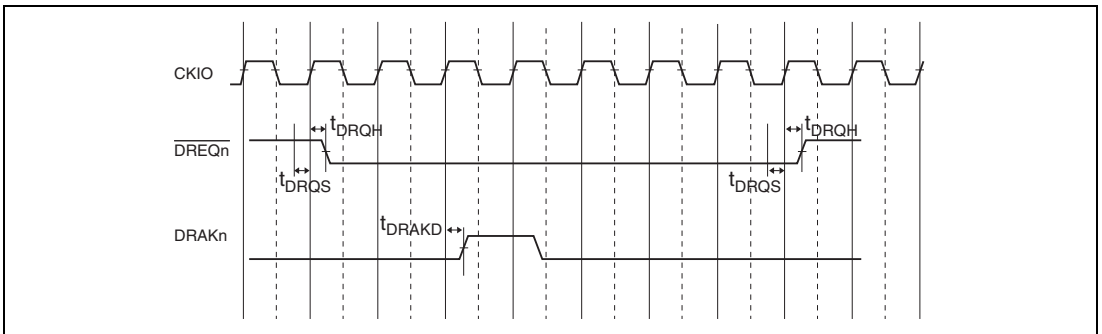 CKIO
tDRQH
tDRQH
DREQn
tDRQS
tDRQS
tDRAKD
DRAKn